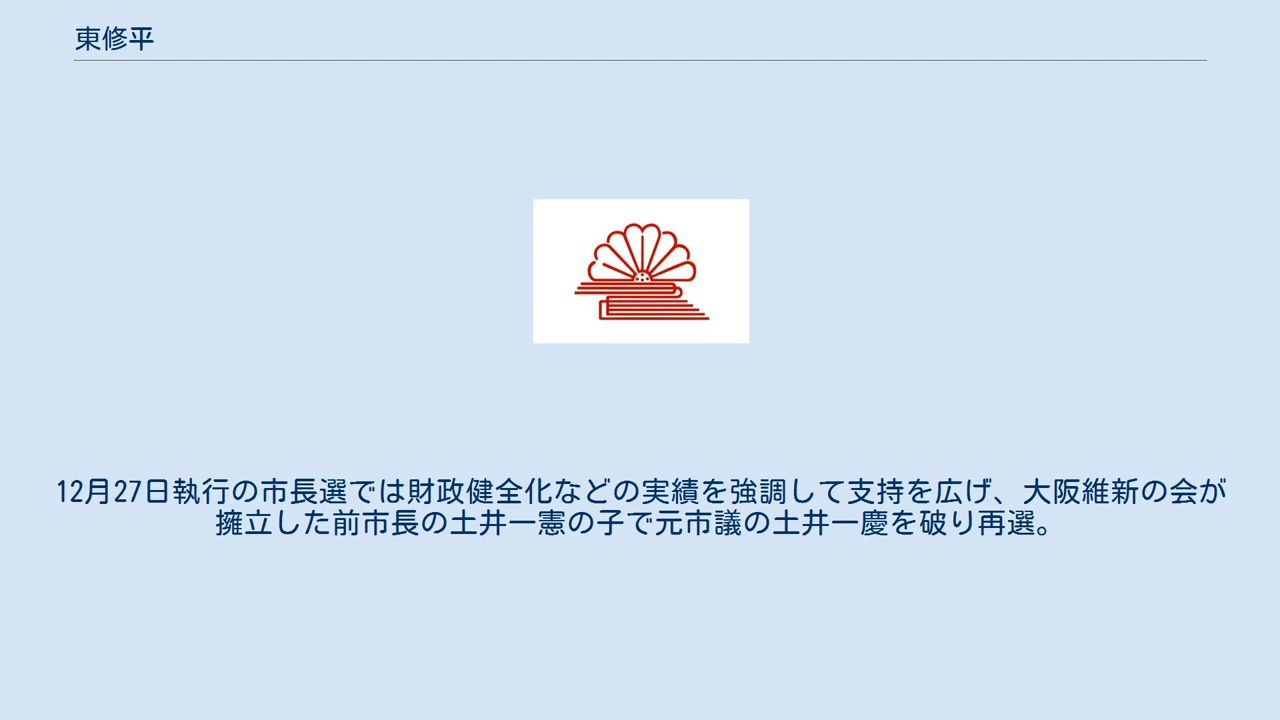 東修平
12月27日執行の市長選では財政健全化などの実績を強調して支持を広げ、大阪維新の会が
擁立した前市長の土井一憲の子で元市議の土井一慶を破り再選。